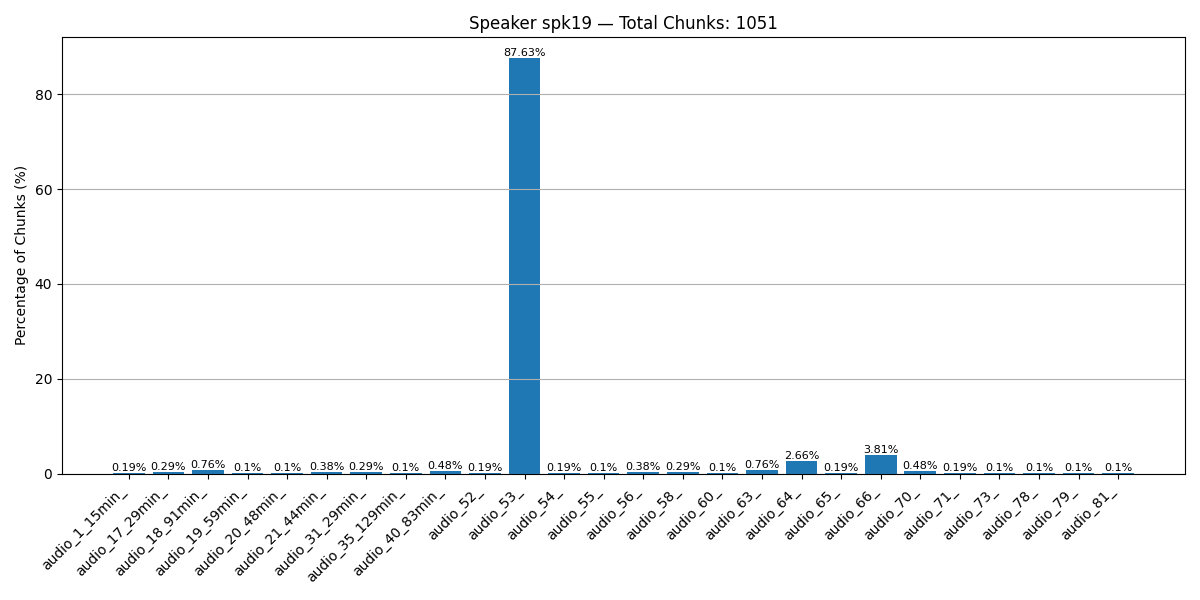 Speaker spk19 — Total Chunks: 1051
Percentage of Chunks (%)
80
60
40
20
0
0.19%
0.29%
0.76%
0.1%
0.1%
0.38%
0.29%
0.1%
0.48%
0.19%
87.63%
0.19%
0.1%
0.38%
0.29%
0.1%
0.76%
2.66%
0.19%
3.81%
0.48%
0.19%
0.1%
0.1%
0.1%
0.1%
audio_1_15min_
audio_17_29min_
audio_18_91min_
audio_19_59min_
audio_20_48min_
audio_21_44min_
audio_31_29min_
audio_35_129min_
audio_40_83min_
audio_52_
audio_53_
audio_54_
audio_55_
audio_56_
audio_58_
audio_60_
audio_63_
audio_64_
audio_65_
audio_66_
audio_70_
audio_71_
audio_73_
audio_78_
audio_79_
audio_81_